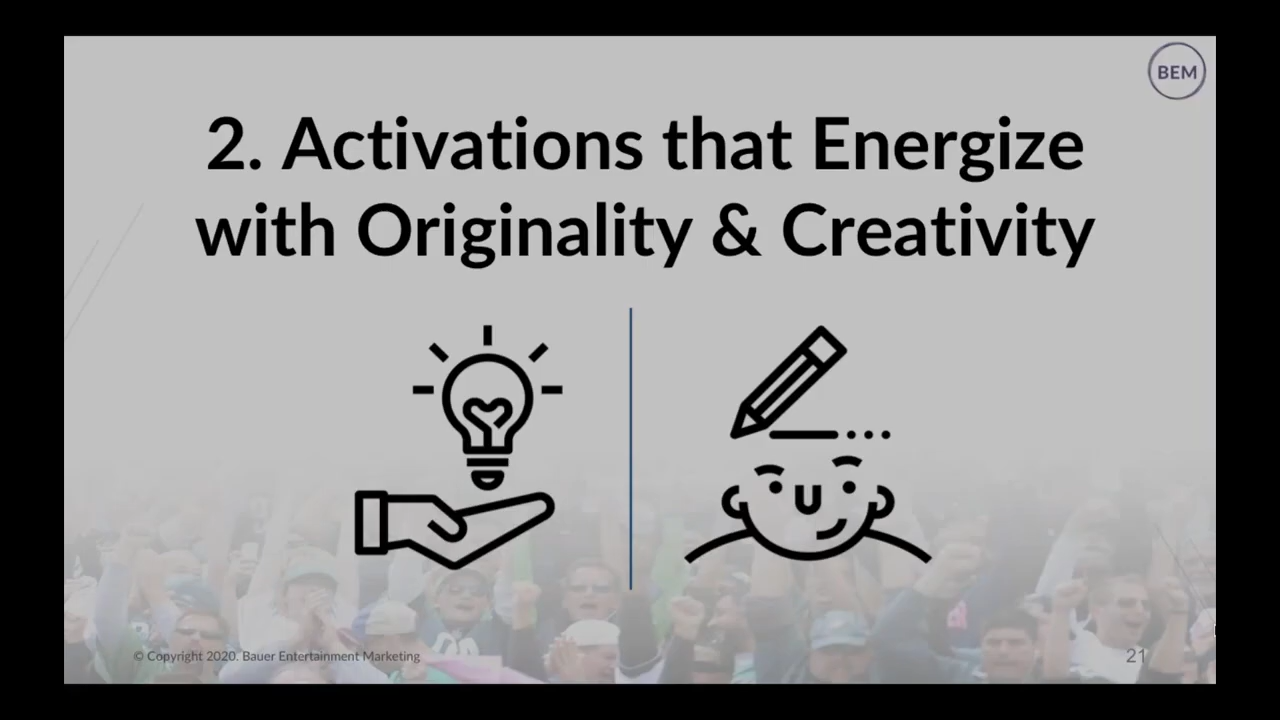 BEM
2. Activations that Energize
with Originality & Creativity
© Copyright 2020. Bauer Entertainment Marketing
21